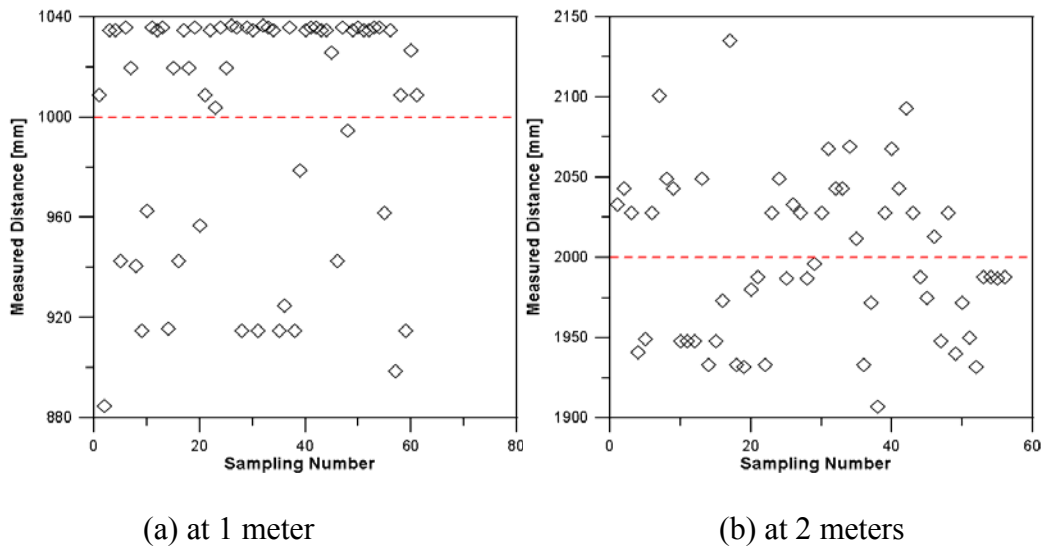 1040
1000
960
920
880
Measured Distance [mm]
0 20 40 60 80
Sampling Number
2150
2100
2050
2000
1950
1900
Measured Distance [mm]
0 20 40 60
Sampling Number
(a) at 1 meter
(b) at 2 meters